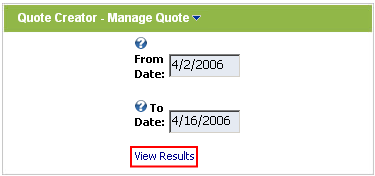 Quote Creator - Manage Quote
From
Date: 4/2/2006
To
Date: 4/16/2006
View Results